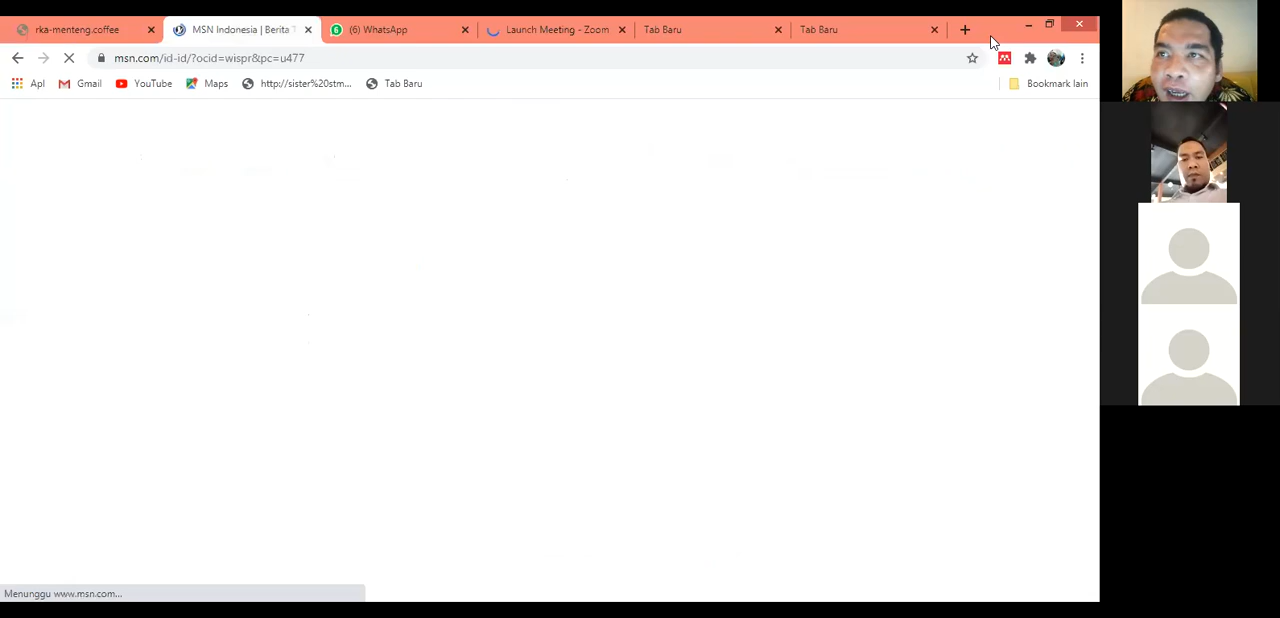 rka-menteng.coffee MSN Indonesia | Berita T (6) WhatsApp Launch Meeting - Zoom Tab Baru Tab Baru
msn.com/id-id/?ocid=wispr&pc=u477
Apl Gmail YouTube Maps http://sister%20stm... Tab Baru Bookmark lain
Menunggu www.msn.com...